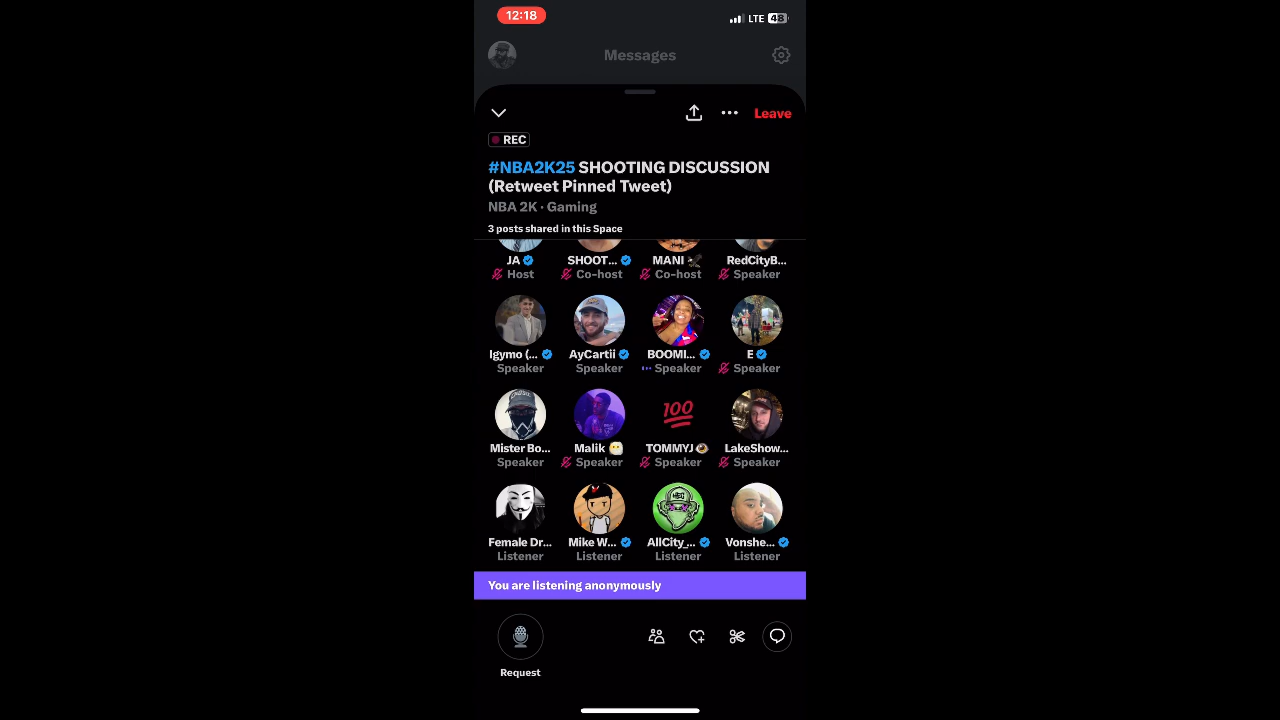 12:18
LTE 48
Messages
Leave
REC
#NBA2K25 SHOOTING DISCUSSION
(Retweet Pinned Tweet)
NBA 2K · Gaming
3 posts shared in this Space
JA SHOOT... MANI RedCityB...
Host Co-host Co-host Speaker
Igymo (... AyCartii BOOMI... E
Speaker Speaker Speaker Speaker
100
Mister Bo... Malik TOMMYJ LakeShow...
Speaker Speaker Speaker Speaker
Female Dr... Mike W... AllCity_... Vonshe...
Listener Listener Listener Listener
You are listening anonymously
Request